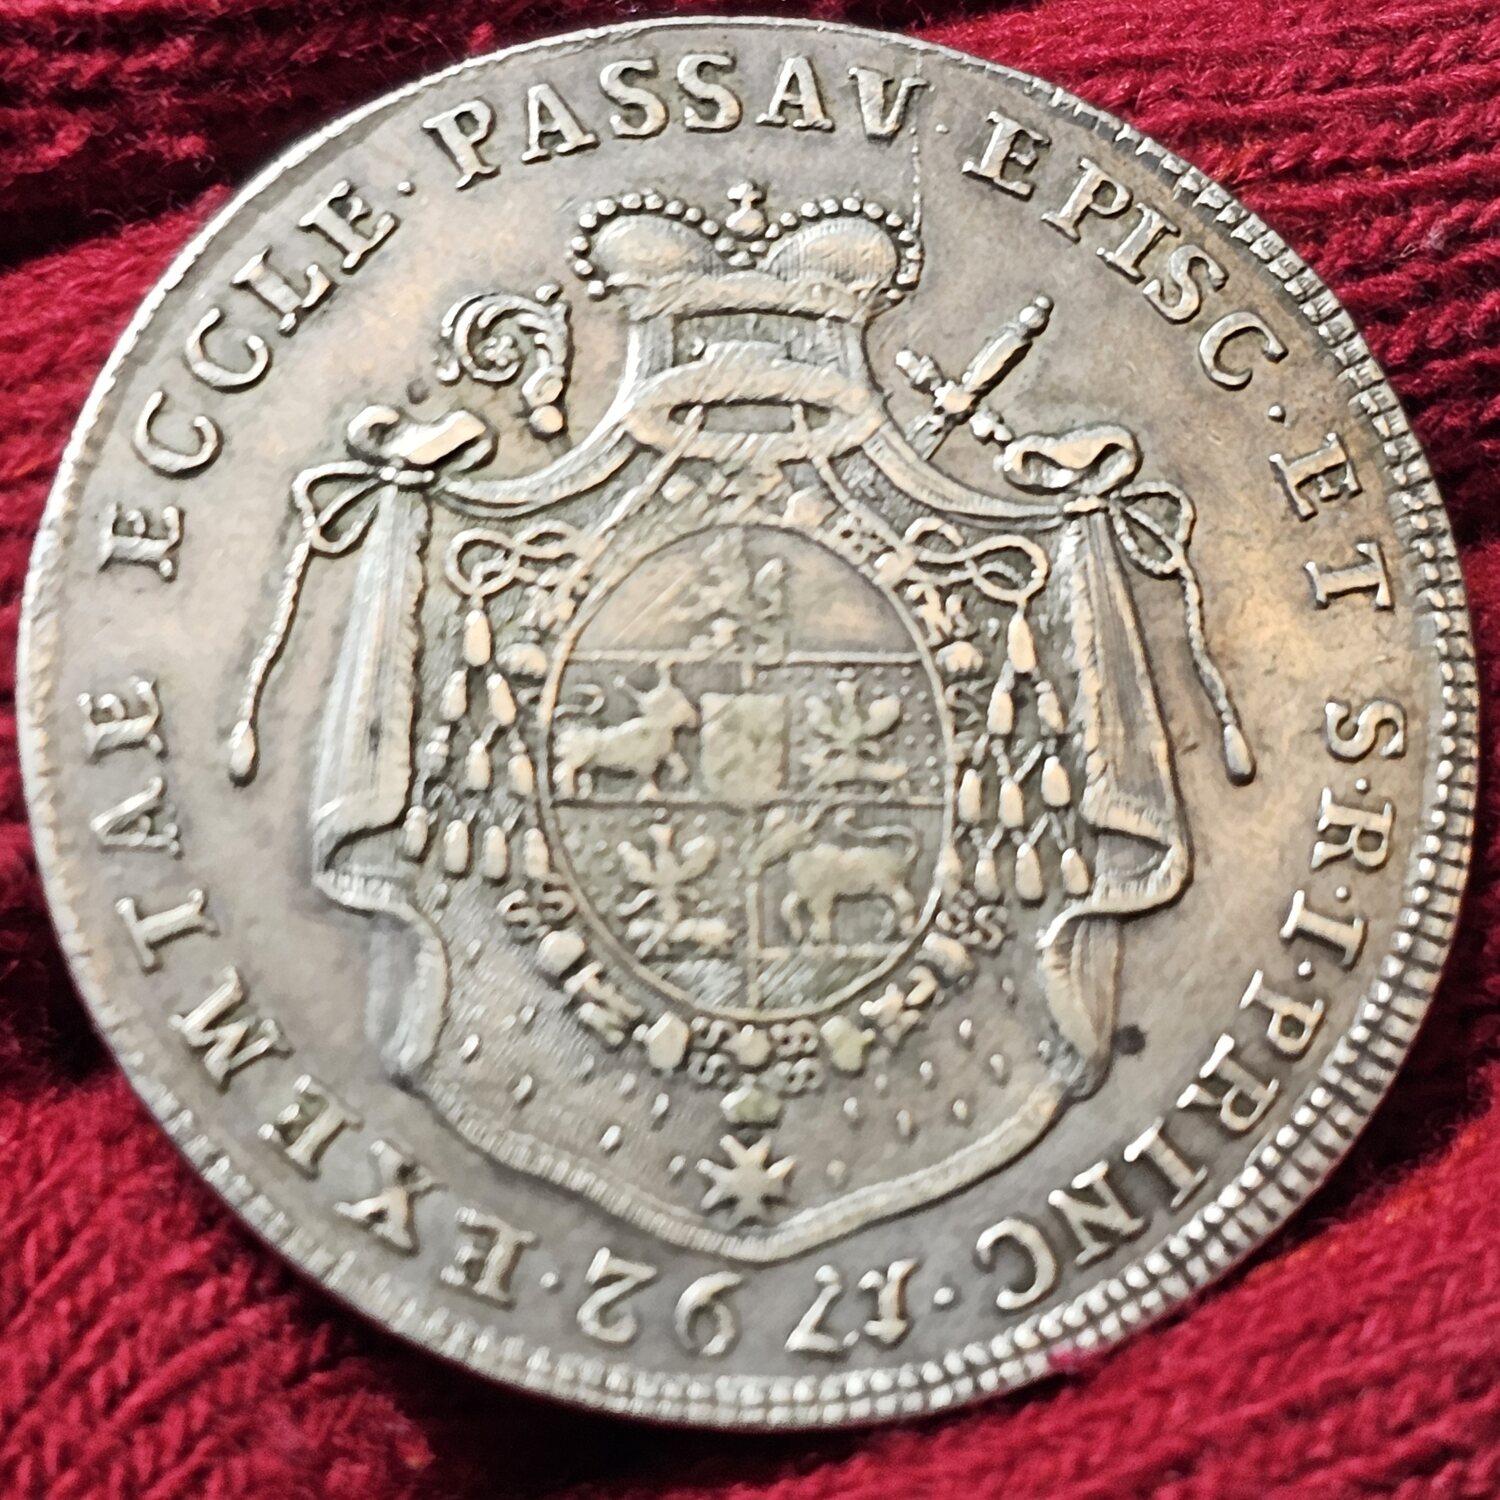 EXEMTAE ECCLE · PASSAV · EPISC · ET S · R · I · PRINC · 1792 ·